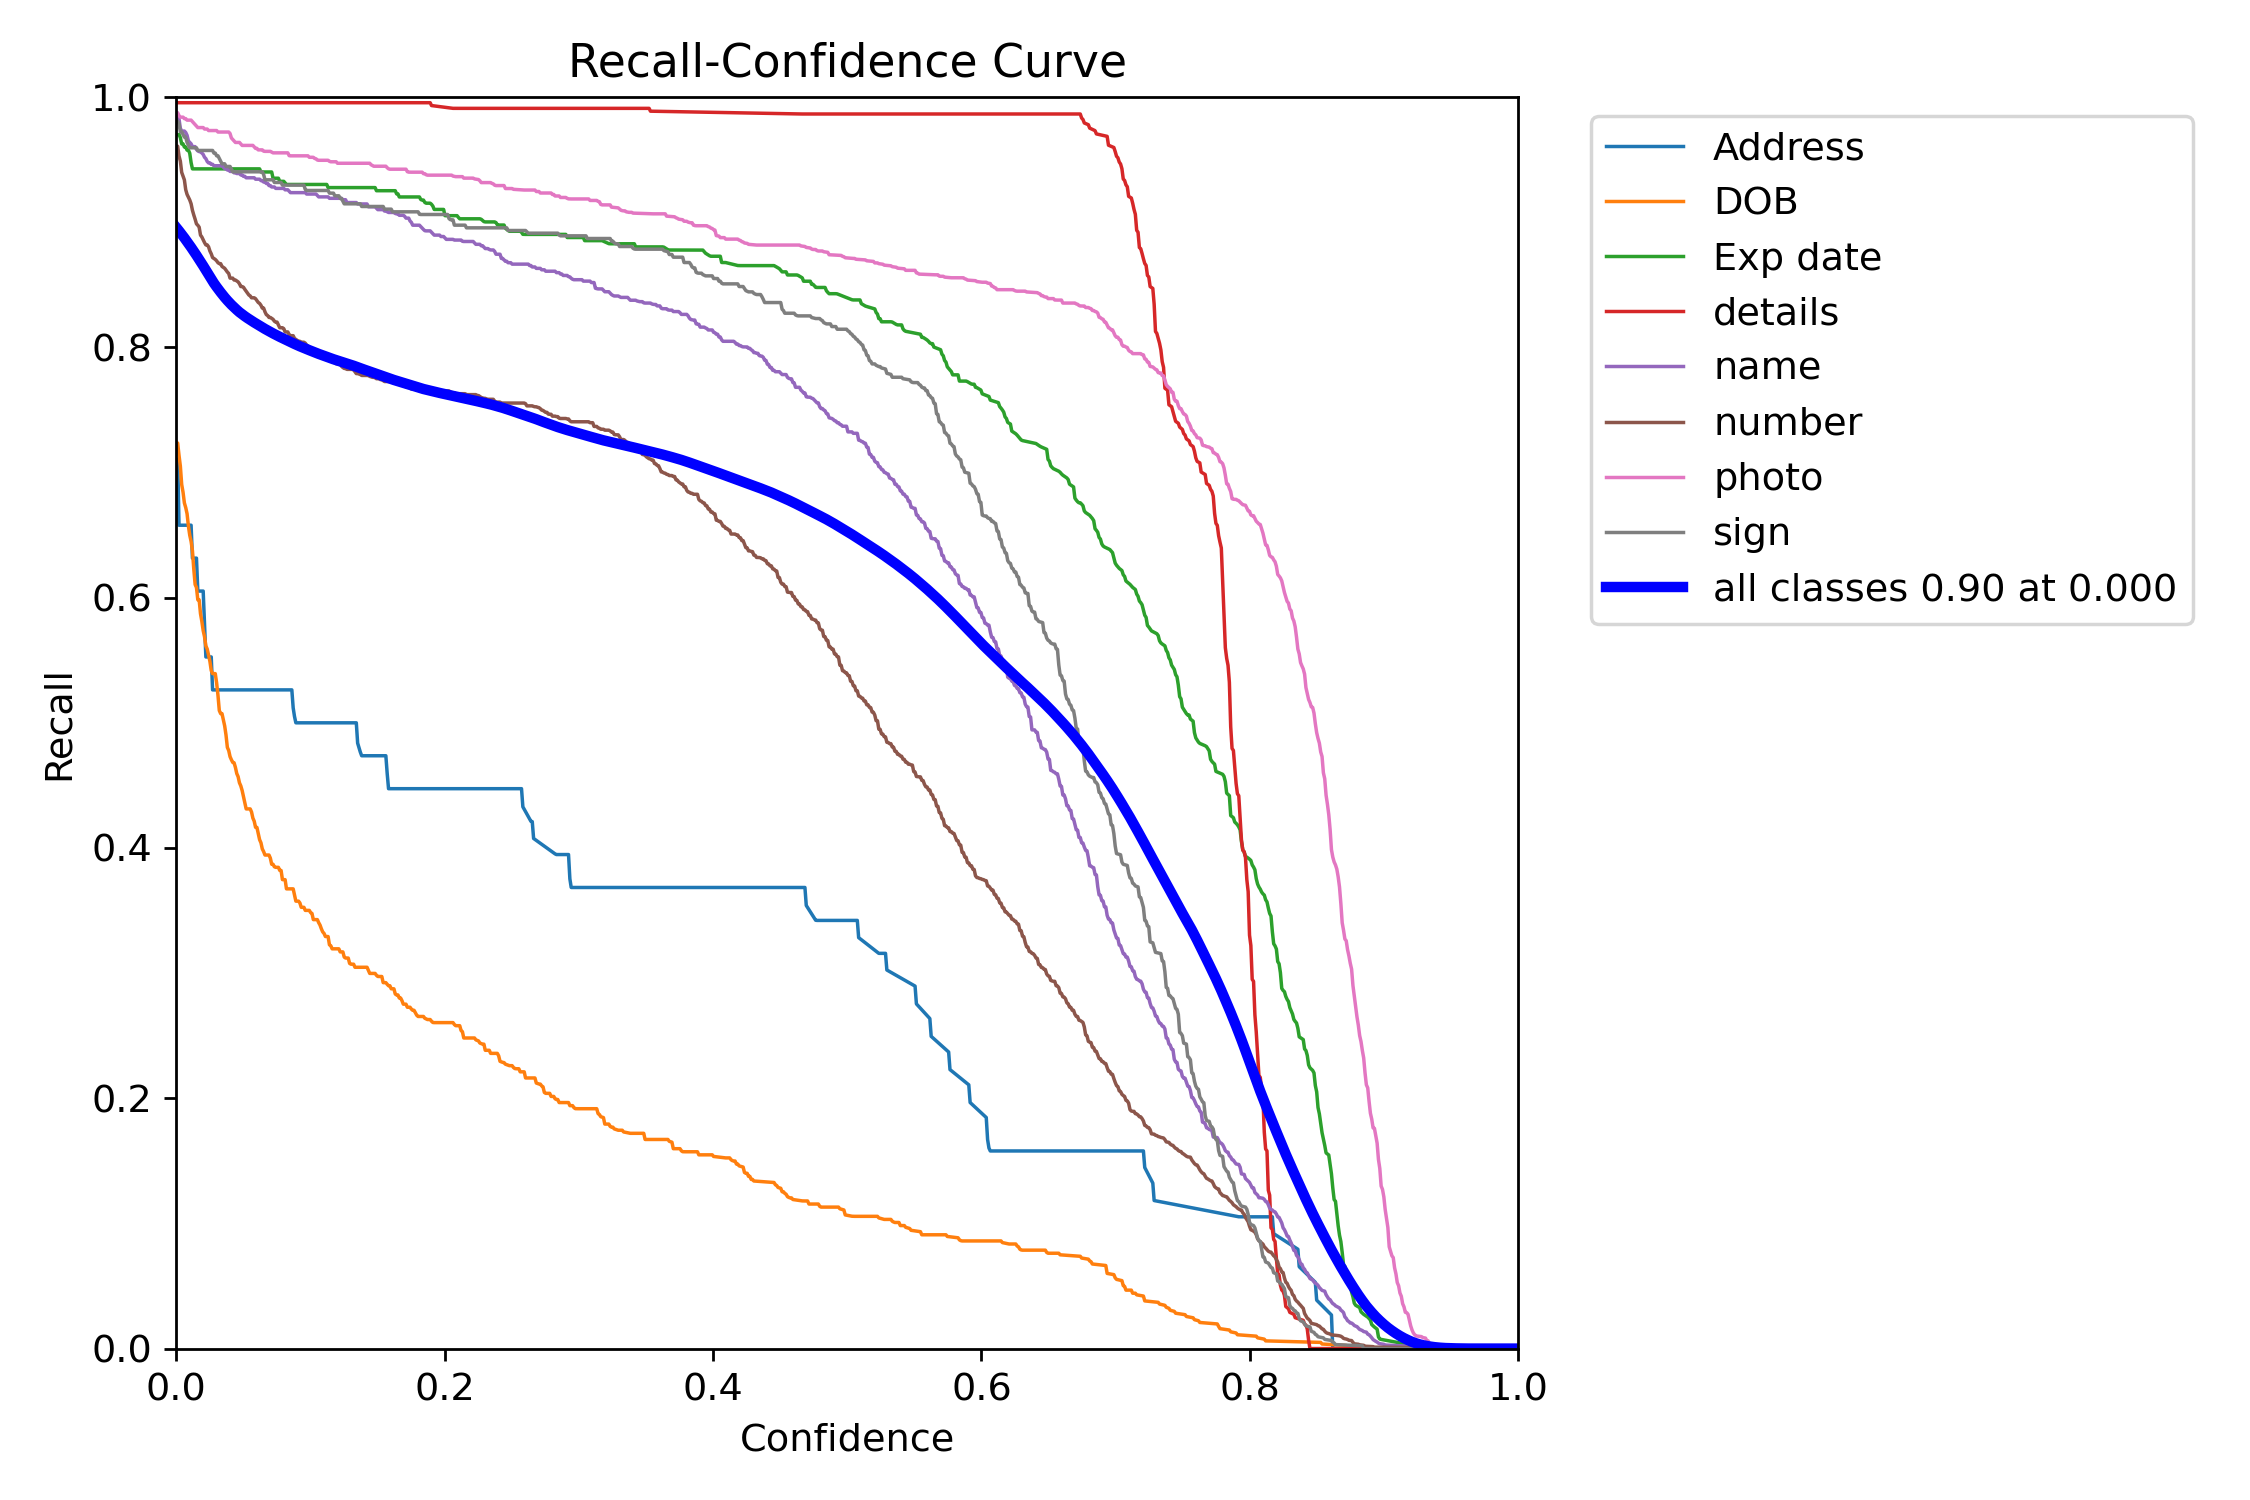 Recall-Confidence Curve
1.0
0.8
0.6
0.4
0.2
0.0
Recall
0.0 0.2 0.4 0.6 0.8 1.0
Confidence
Address
DOB
Exp date
details
name
number
photo
sign
all classes 0.90 at 0.000